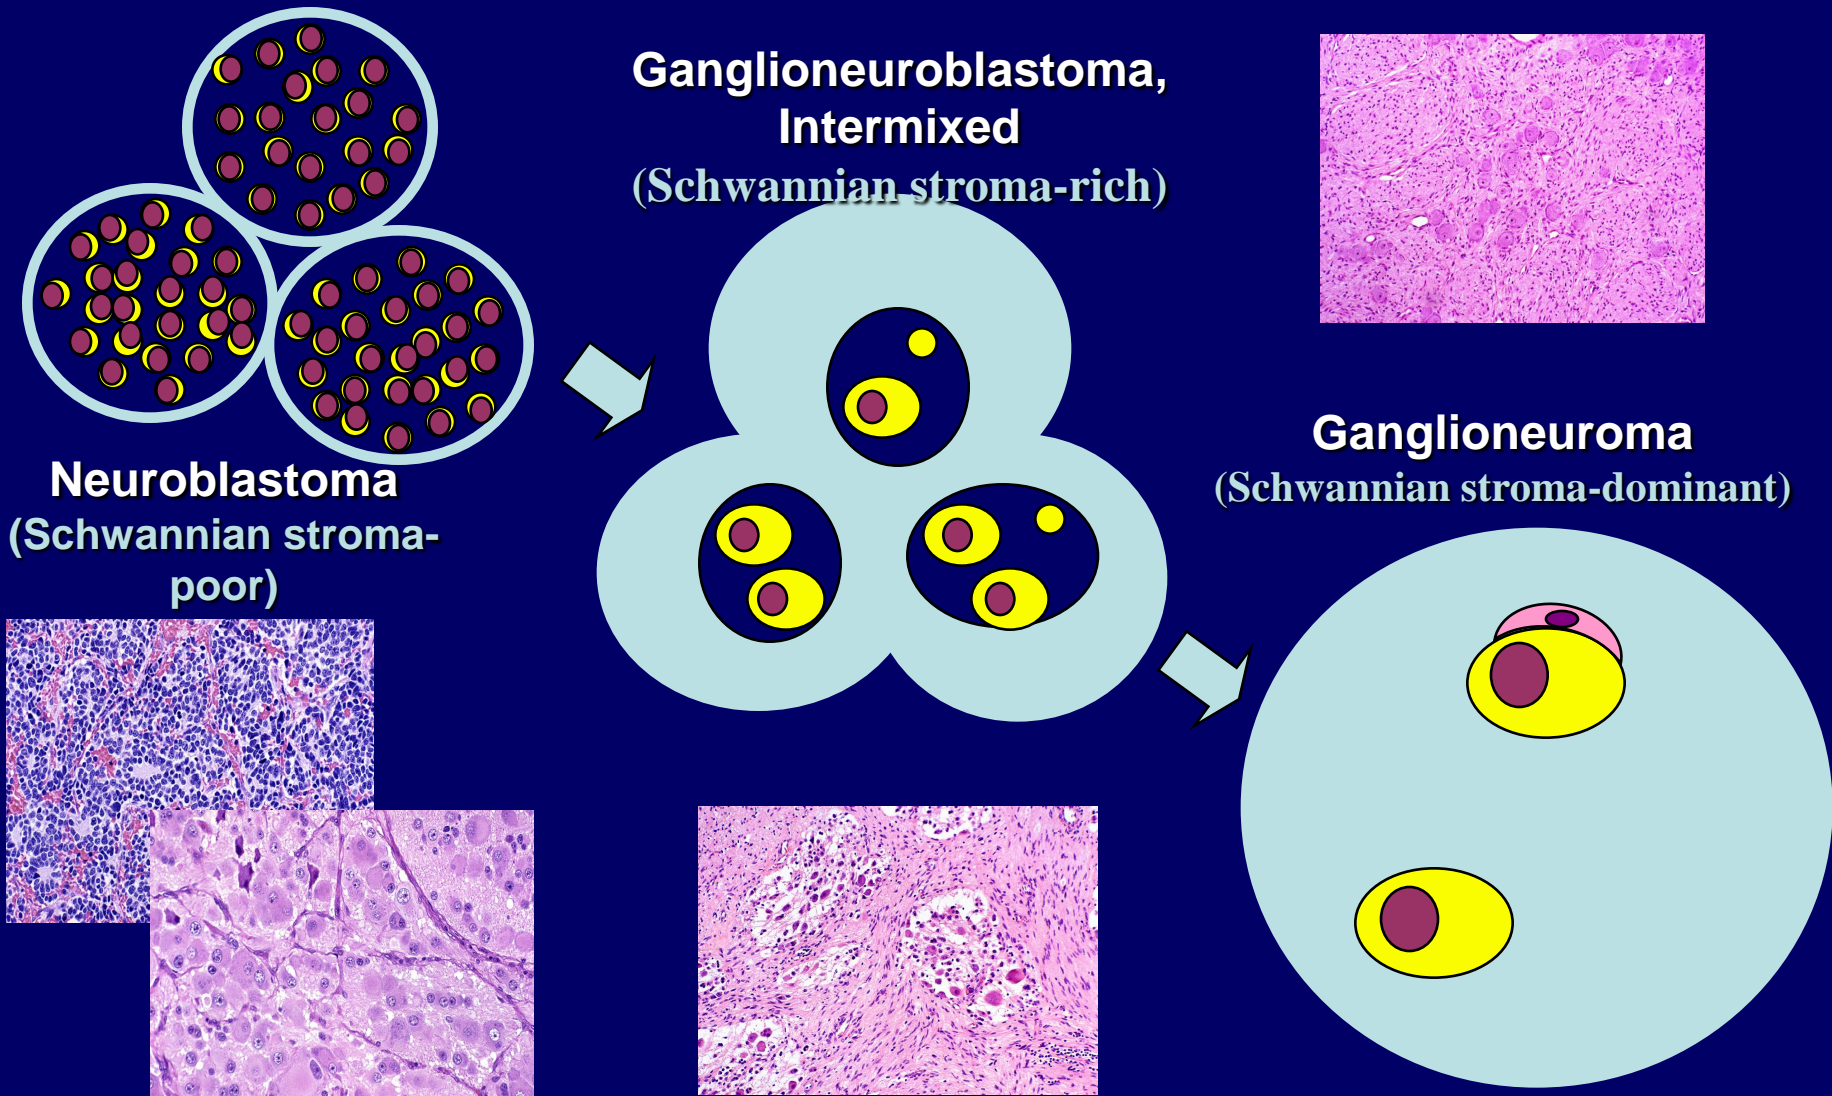 Ganglioneuroblastoma,
Intermixed
(Schwannian stroma-rich)
Neuroblastoma
(Schwannian stroma-
poor)
Ganglioneuroma
(Schwannian stroma-dominant)